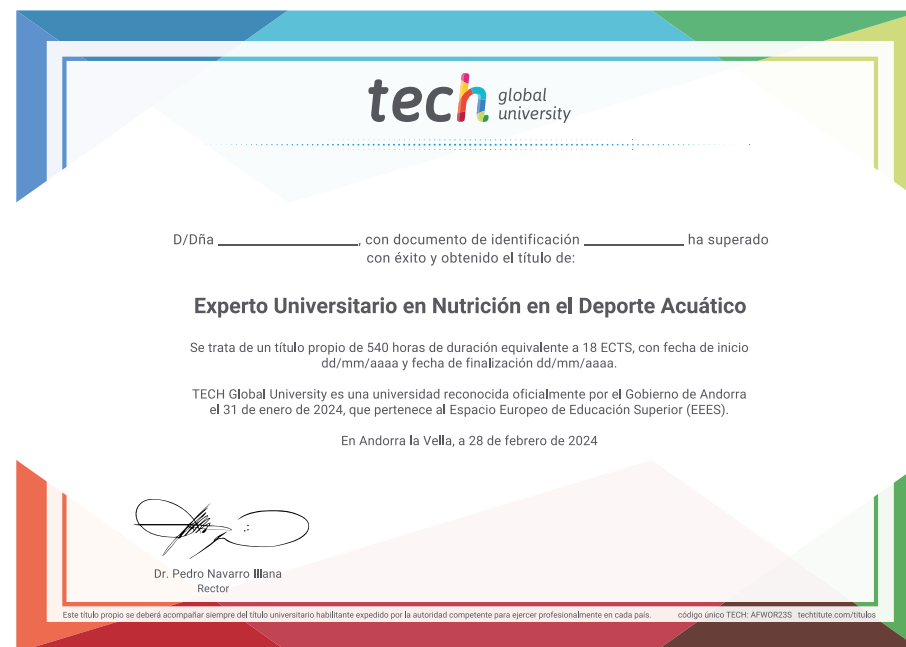 tech global university
D/Dña ____________________, con documento de identificación ______________ ha superado
con éxito y obtenido el título de:
Experto Universitario en Nutrición en el Deporte Acuático
Se trata de un título propio de 540 horas de duración equivalente a 18 ECTS, con fecha de inicio
dd/mm/aaaa y fecha de finalización dd/mm/aaaa.
TECH Global University es una universidad reconocida oficialmente por el Gobierno de Andorra
el 31 de enero de 2024, que pertenece al Espacio Europeo de Educación Superior (EEES).
En Andorra la Vella, a 28 de febrero de 2024
Dr. Pedro Navarro Illana
Rector
Este título propio se deberá acompañar siempre del título universitario habilitante expedido por la autoridad competente para ejercer profesionalmente en cada país. código único TECH: AFWOR23S techtitute.com/titulos